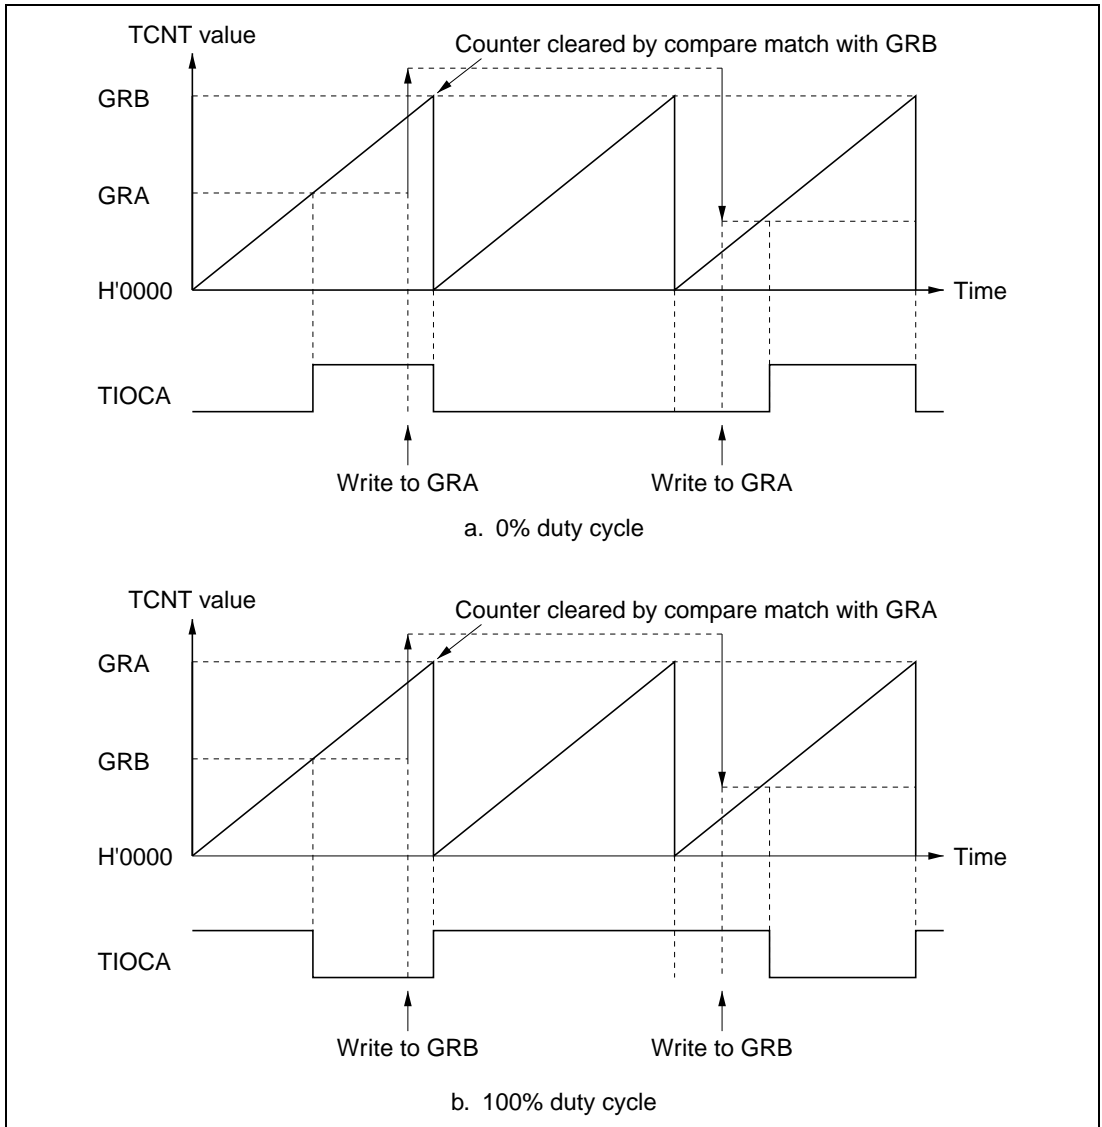 TCNT value
Counter cleared by compare match with GRB
GRB
GRA
H'0000
Time
TIOCA
Write to GRA
Write to GRA
a. 0% duty cycle
TCNT value
Counter cleared by compare match with GRA
GRA
GRB
H'0000
Time
TIOCA
Write to GRB
Write to GRB
b. 100% duty cycle